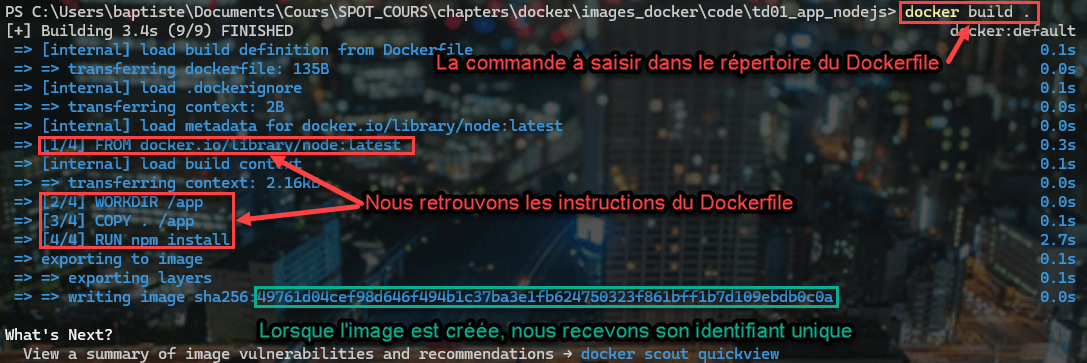 PS C:\Users\baptiste\Documents\Cours\SPOT_COURS\chapters\docker\images_docker\code\td01_app_nodejs> docker build .
[+] Building 3.4s (9/9) FINISHED docker:default
=> [internal] load build definition from Dockerfile 0.1s
=> => transferring dockerfile: 135B 0.0s
La commande à saisir dans le répertoire du Dockerfile
=> [internal] load .dockerignore 0.1s
=> => transferring context: 2B 0.0s
=> [internal] load metadata for docker.io/library/node:latest 0.0s
=> [1/4] FROM docker.io/library/node:latest 0.3s
=> [internal] load build context 0.1s
=> => transferring context: 2.16kB 0.0s
=> [2/4] WORKDIR /app 0.0s
Nous retrouvons les instructions du Dockerfile
=> [3/4] COPY . /app 0.1s
=> [4/4] RUN npm install 2.7s
=> exporting to image 0.1s
=> => exporting layers 0.1s
=> => writing image sha256:49761d04cef98d646f494b1c37ba3e1fb624750323f861bff1b7d109ebdb0c0a 0.0s
Lorsque l'image est créée, nous recevons son identifiant unique
What's Next?
View a summary of image vulnerabilities and recommendations → docker scout quickview